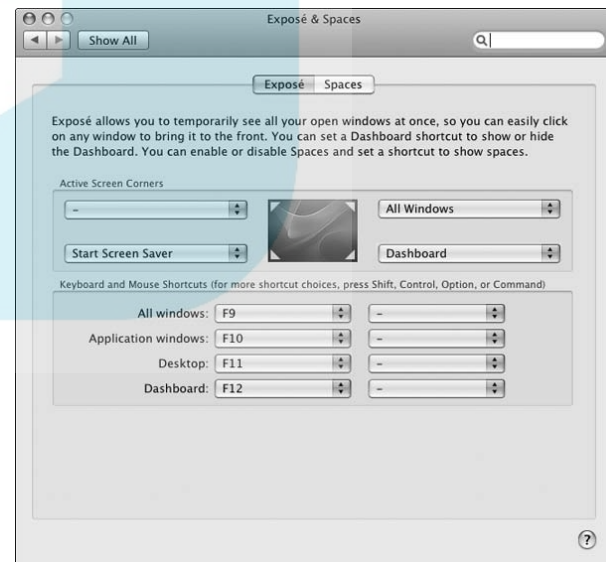 Exposé & Spaces
Show All
Exposé Spaces
Exposé allows you to temporarily see all your open windows at once, so you can easily click
on any window to bring it to the front. You can set a Dashboard shortcut to show or hide
the Dashboard. You can enable or disable Spaces and set a shortcut to show spaces.
Active Screen Corners
– All Windows
Start Screen Saver Dashboard
Keyboard and Mouse Shortcuts (for more shortcut choices, press Shift, Control, Option, or Command)
All windows: F9 –
Application windows: F10 –
Desktop: F11 –
Dashboard: F12 –
?